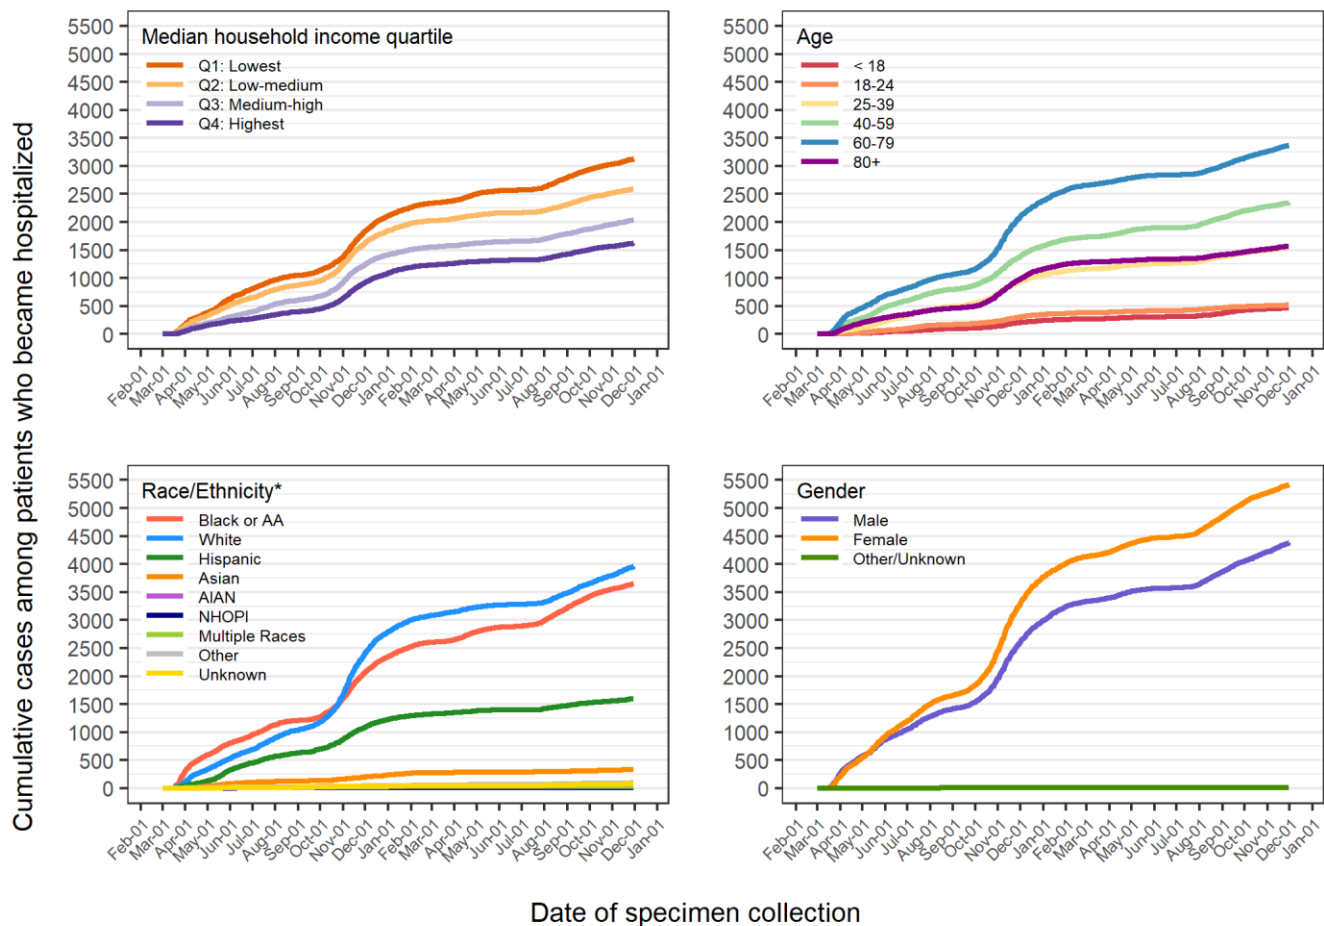 Cumulative cases among patients who became hospitalized
Median household income quartile
Q1: Lowest
Q2: Low-medium
Q3: Medium-high
Q4: Highest
5500
5000
4500
4000
3500
3000
2500
2000
1500
1000
500
0
Feb-01
Mar-01
Apr-01
May-01
Jun-01
Jul-01
Aug-01
Sep-01
Oct-01
Nov-01
Dec-01
Jan-01
Feb-01
Mar-01
Apr-01
May-01
Jun-01
Jul-01
Aug-01
Sep-01
Oct-01
Nov-01
Dec-01
Jan-01
Age
< 18
18-24
25-39
40-59
60-79
80+
5500
5000
4500
4000
3500
3000
2500
2000
1500
1000
500
0
Feb-01
Mar-01
Apr-01
May-01
Jun-01
Jul-01
Aug-01
Sep-01
Oct-01
Nov-01
Dec-01
Jan-01
Feb-01
Mar-01
Apr-01
May-01
Jun-01
Jul-01
Aug-01
Sep-01
Oct-01
Nov-01
Dec-01
Jan-01
Race/Ethnicity*
Black or AA
White
Hispanic
Asian
AIAN
NHOPI
Multiple Races
Other
Unknown
5500
5000
4500
4000
3500
3000
2500
2000
1500
1000
500
0
Feb-01
Mar-01
Apr-01
May-01
Jun-01
Jul-01
Aug-01
Sep-01
Oct-01
Nov-01
Dec-01
Jan-01
Feb-01
Mar-01
Apr-01
May-01
Jun-01
Jul-01
Aug-01
Sep-01
Oct-01
Nov-01
Dec-01
Jan-01
Gender
Male
Female
Other/Unknown
5500
5000
4500
4000
3500
3000
2500
2000
1500
1000
500
0
Feb-01
Mar-01
Apr-01
May-01
Jun-01
Jul-01
Aug-01
Sep-01
Oct-01
Nov-01
Dec-01
Jan-01
Feb-01
Mar-01
Apr-01
May-01
Jun-01
Jul-01
Aug-01
Sep-01
Oct-01
Nov-01
Dec-01
Jan-01
Date of specimen collection